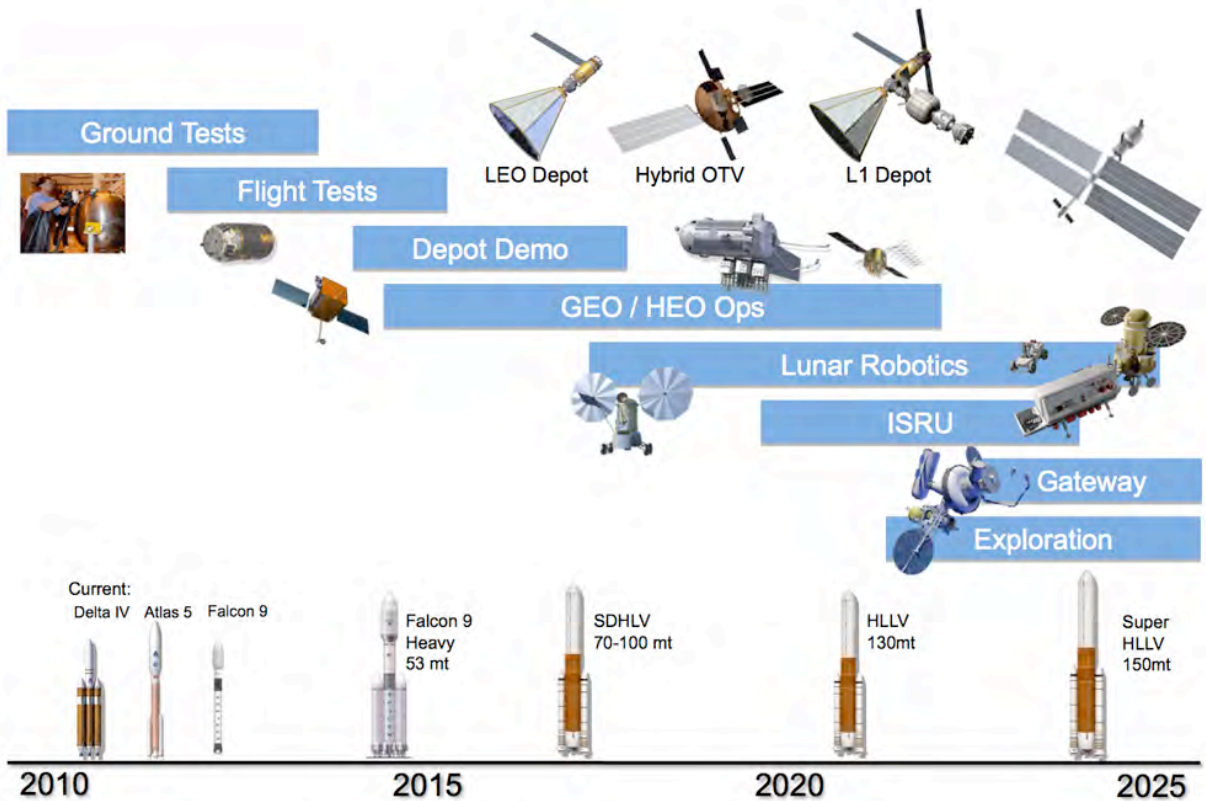 Ground Tests
Flight Tests
LEO Depot
Hybrid OTV
L1 Depot
Depot Demo
GEO / HEO Ops
Lunar Robotics
ISRU
Gateway
Exploration
Current:
Delta IV
Atlas 5
Falcon 9
Falcon 9
Heavy
53 mt
SDHLV
70-100 mt
HLLV
130mt
Super
HLLV
150mt
2010
2015
2020
2025